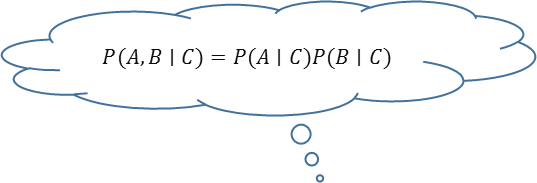 P(A, B | C) = P(A | C)P(B | C)